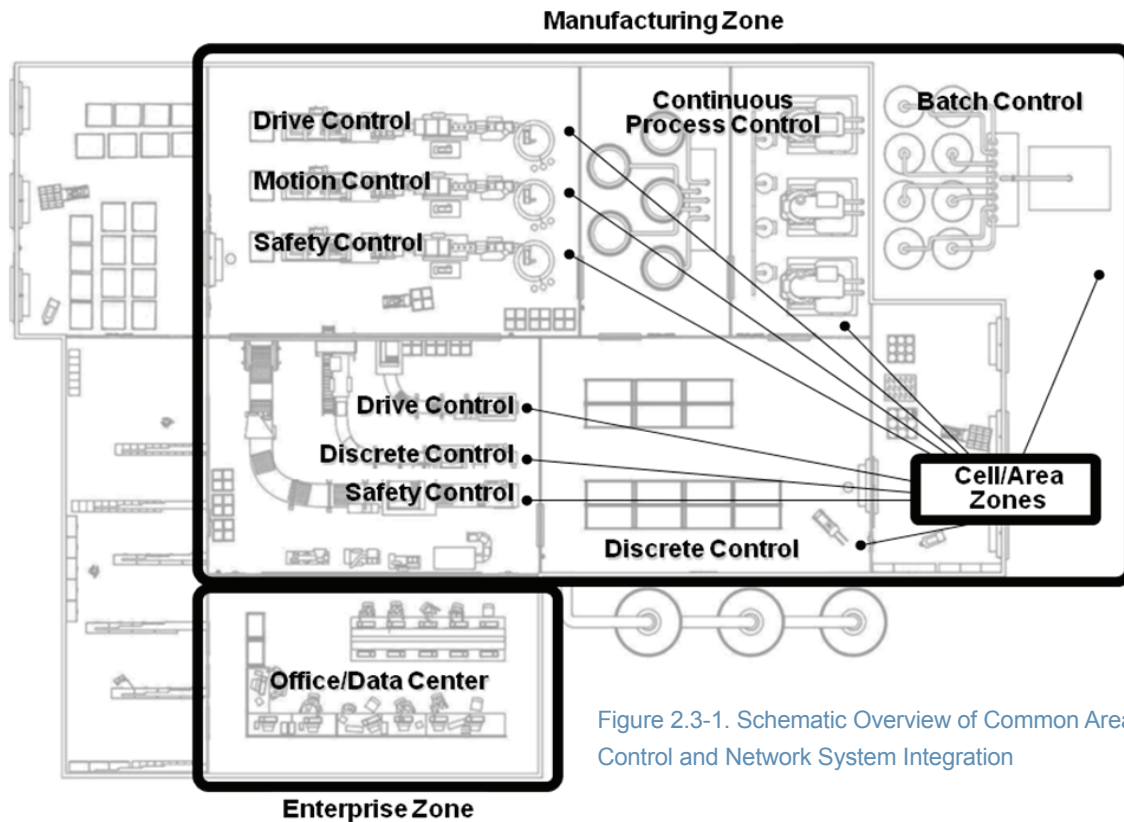 Manufacturing Zone
Drive Control
Continuous
Process Control
Batch Control
Motion Control
Safety Control
Drive Control
Discrete Control
Safety Control
Cell/Area
Zones
Discrete Control
Office/Data Center
Figure 2.3-1. Schematic Overview of Common Area
Control and Network System Integration
Enterprise Zone